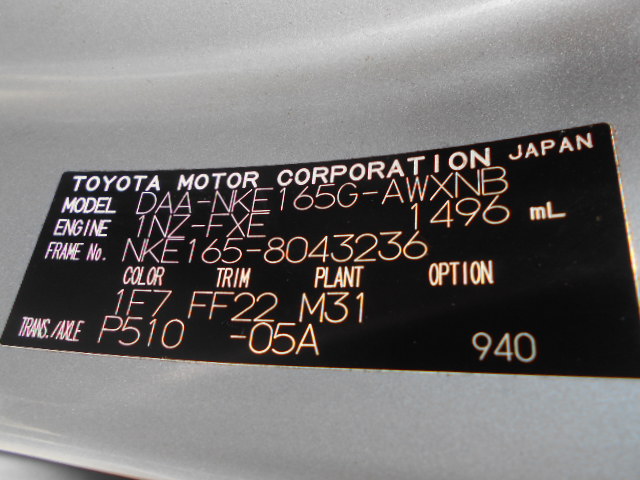 TOYOTA MOTOR CORPORATION JAPAN
MODEL DAA-NKE165G-AWXNB
ENGINE 1NZ-FXE 1496 mL
FRAME No. NKE165-8043236
COLOR TRIM PLANT OPTION
1E7 FF22 M31
TRANS./AXLE P510 -05A 940